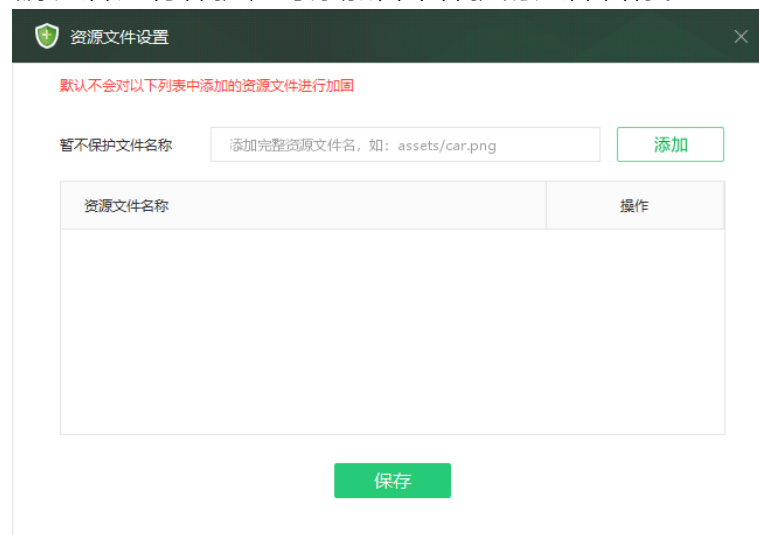 资源文件设置
默认不会对以下列表中添加的资源文件进行加固
暂不保护文件名称 添加完整资源文件名，如：assets/car.png 添加
资源文件名称 操作
保存